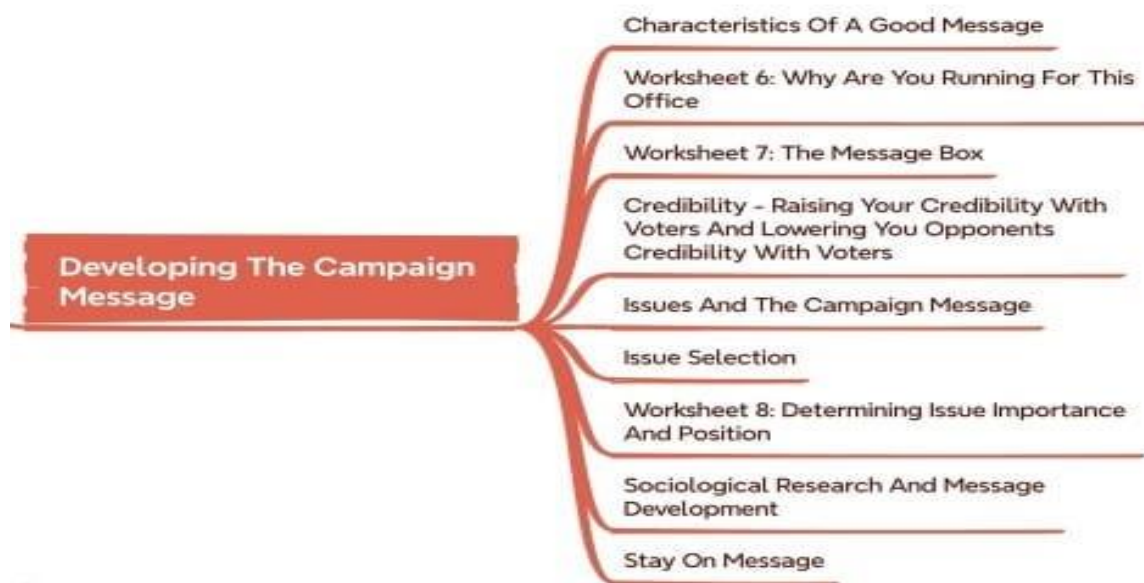 Developing The Campaign
Message
Characteristics Of A Good Message
Worksheet 6: Why Are You Running For This
Office
Worksheet 7: The Message Box
Credibility - Raising Your Credibility With
Voters And Lowering You Opponents
Credibility With Voters
Issues And The Campaign Message
Issue Selection
Worksheet 8: Determining Issue Importance
And Position
Sociological Research And Message
Development
Stay On Message